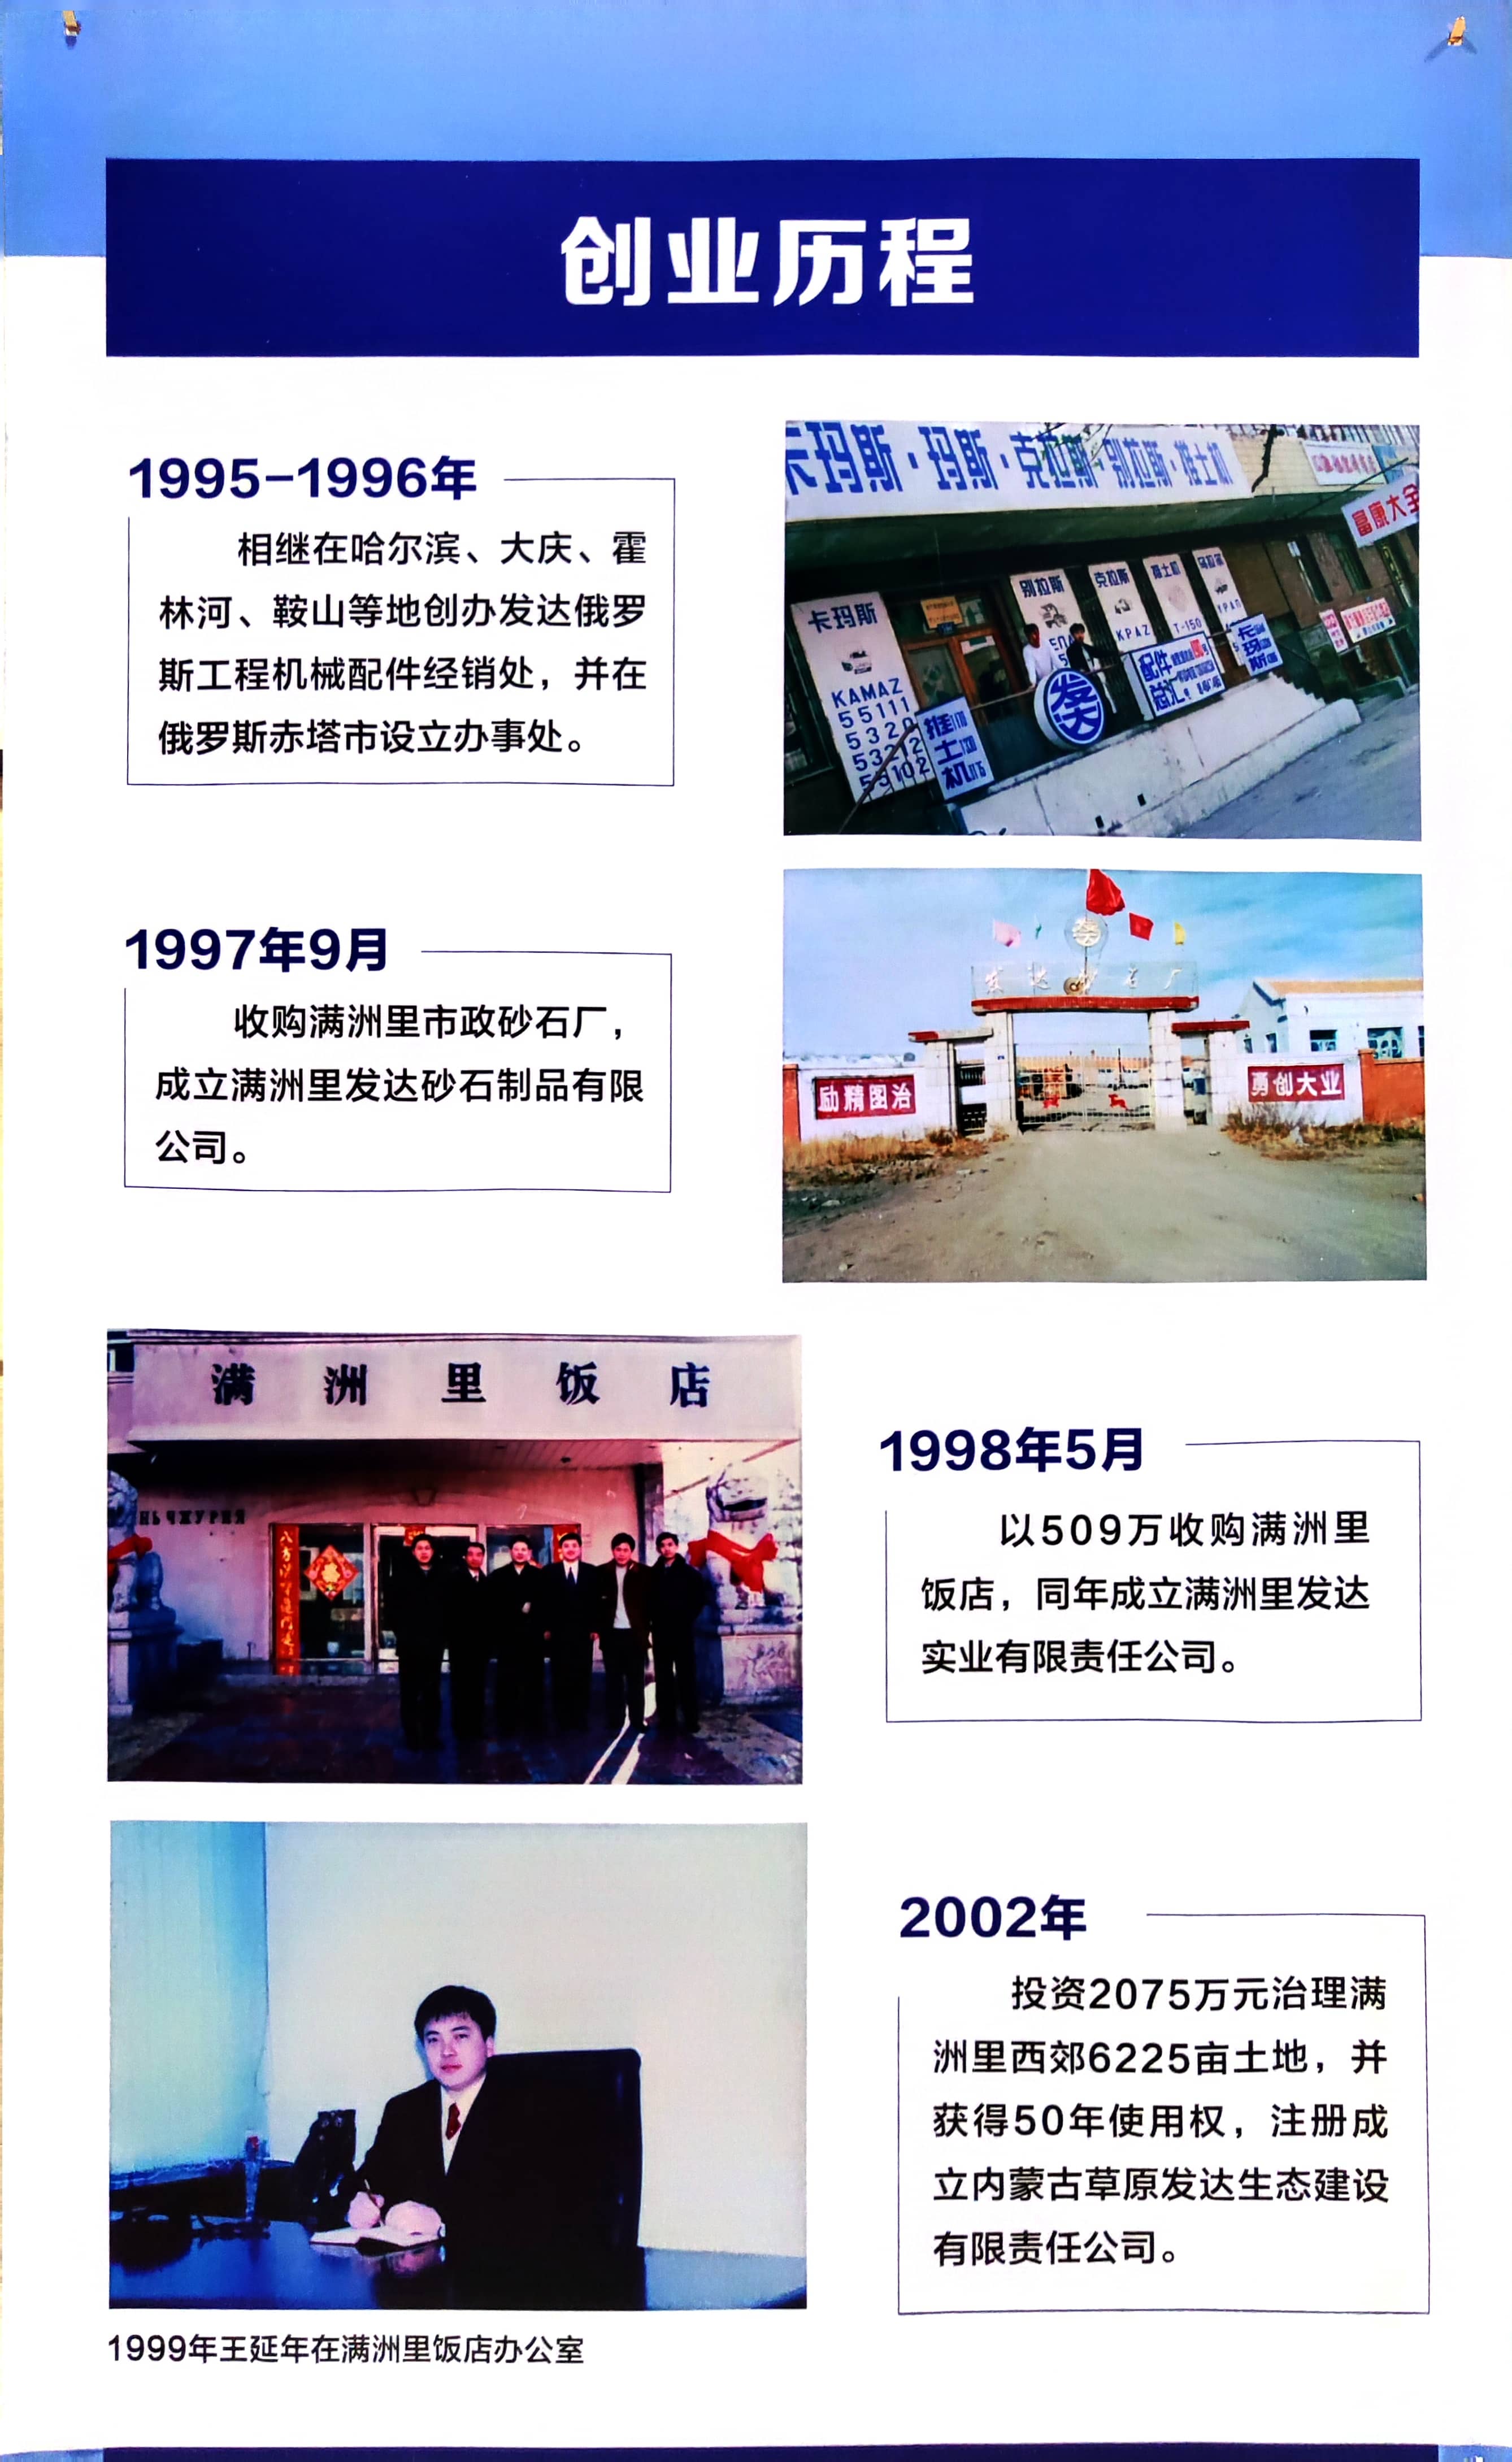 创业历程
1995-1996年
相继在哈尔滨、大庆、霍
林河、鞍山等地创办发达俄罗
斯工程机械配件经销处，并在
俄罗斯赤塔市设立办事处。
卡玛斯·玛斯·克拉斯·别拉斯·推土机
富康大
卡玛斯
KAMAZ
55111
5320
53212
55102
别拉斯
克拉斯
KPAZ
推土机
T-150
推土机
发达
配件
总汇
卡玛斯
1997年9月
收购满洲里市政砂石厂，
成立满洲里发达砂石制品有限
公司。
发达砂石厂
励精图治
勇创大业
满洲里饭店
НЬЧЖУРИЯ
1998年5月
以509万收购满洲里
饭店，同年成立满洲里发达
实业有限责任公司。
2002年
投资2075万元治理满
洲里西郊6225亩土地，并
获得50年使用权，注册成
立内蒙古草原发达生态建设
有限责任公司。
1999年王延年在满洲里饭店办公室